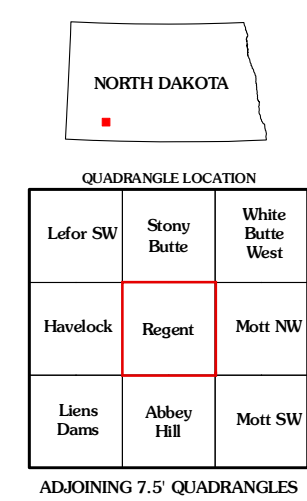 NORTH DAKOTA
QUADRANGLE LOCATION
Lefor SW
Stony
Butte
White
Butte
West
Havelock
Regent
Mott NW
Liens
Dams
Abbey
Hill
Mott SW
ADJOINING 7.5' QUADRANGLES